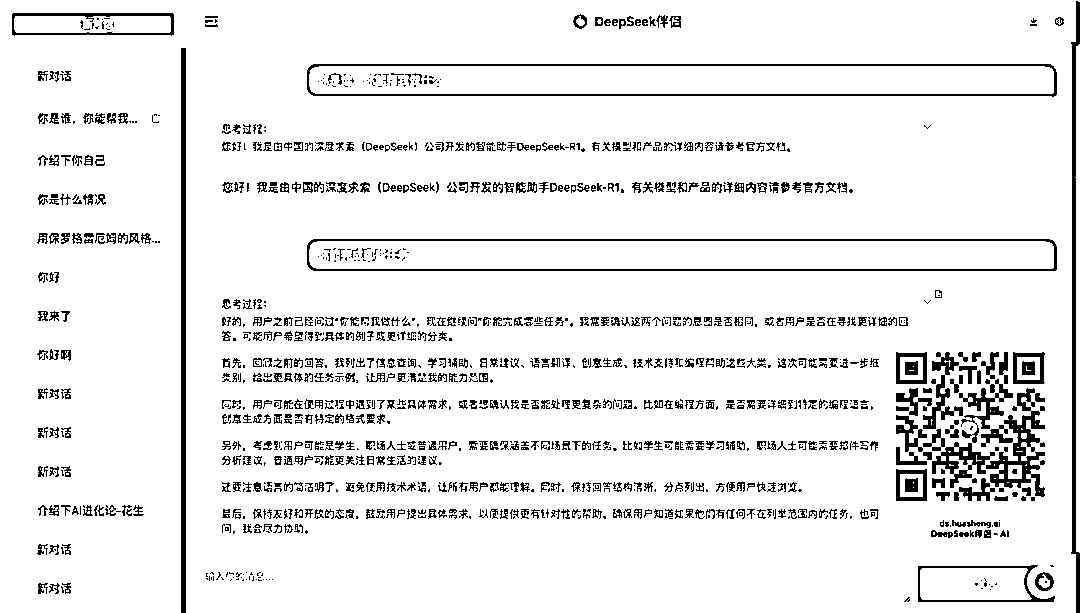 DeepSeek伴侣
新对话
你是谁，你能帮我...
介绍下你自己
你是什么情况
用保罗格雷厄姆的风格...
你好
我来了
你好啊
新对话
新对话
新对话
介绍下AI进化论-花生
新对话
新对话
思考过程：
您好！我是由中国的深度求索（DeepSeek）公司开发的智能助手DeepSeek-R1。有关模型和产品的详细内容请参考官方文档。
您好！我是由中国的深度求索（DeepSeek）公司开发的智能助手DeepSeek-R1。有关模型和产品的详细内容请参考官方文档。
思考过程：
好的，用户之前已经问过“你能帮我做什么”，现在继续问“你能完成哪些任务”。我需要确认这两个问题的意图是否相同，或者用户是否在寻找更详细的回
答。可能用户希望得到具体的例子或更详细的分类。
首先，回顾之前的回答，我列出了信息查询、学习辅助、日常建议、语言翻译、创意生成、技术支持和编程帮助这些大类。这次可能需要进一步细
类别，给出更具体的任务示例，让用户更清楚我的能力范围。
同时，用户可能在使用过程中遇到了某些具体需求，或者想确认我是否能处理更复杂的问题。比如在编程方面，是否需要详细到特定的编程语言，
创意生成方面是否有特定的格式要求。
另外，考虑到用户可能是学生、职场人士或普通用户，需要确保涵盖不同场景下的任务。比如学生可能需要学习辅助，职场人士可能需要邮件写作
分析建议，普通用户可能更关注日常生活的建议。
还要注意语言的简洁明了，避免使用技术术语，让所有用户都能理解。同时，保持回答结构清晰，分点列出，方便用户快速浏览。
最后，保持友好和开放的态度，鼓励用户提出具体需求，以便提供更有针对性的帮助。确保用户知道如果他们有任何不在列举范围内的任务，也可
问，我会尽力协助。
ds.huasheng.ai
DeepSeek伴侣 - AI
输入你的消息...